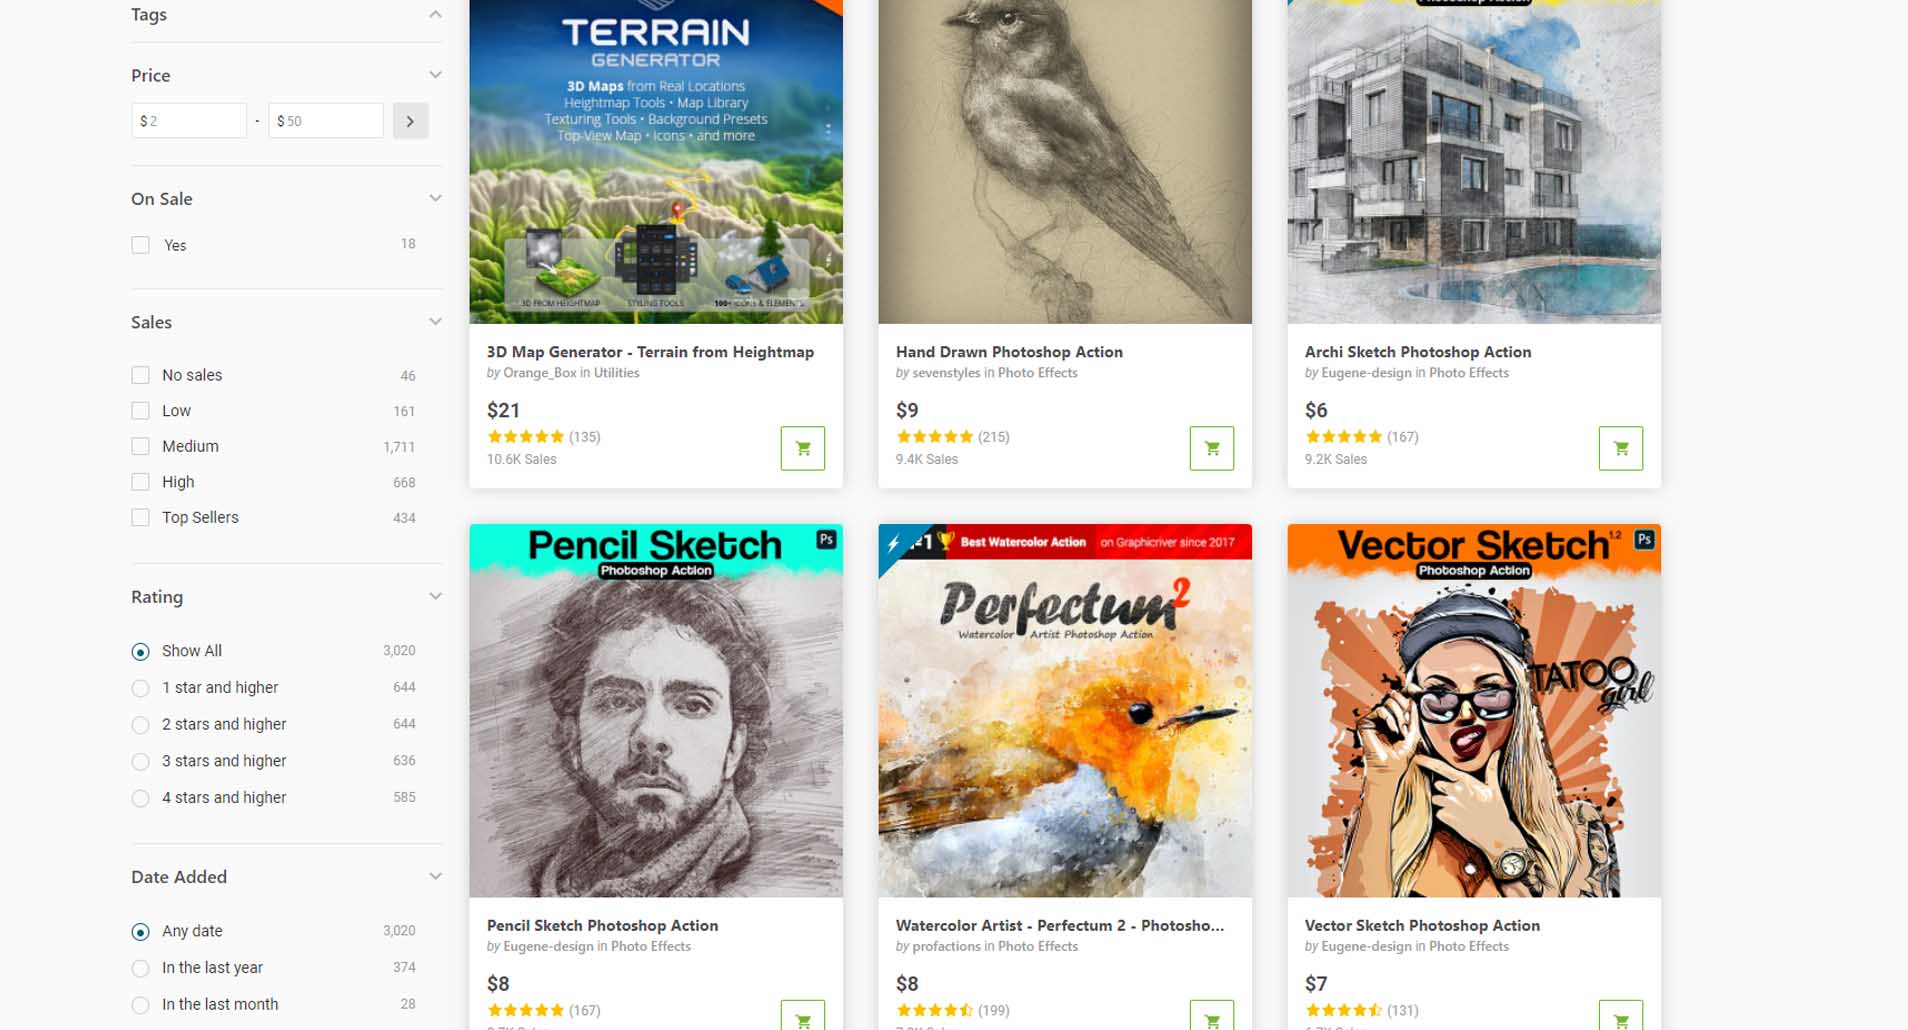 Tags
Price
$ 2
-
$ 50
On Sale
Yes
18
Sales
No sales
46
Low
161
Medium
1,711
High
668
Top Sellers
434
Rating
Show All
3,020
1 star and higher
644
2 stars and higher
644
3 stars and higher
636
4 stars and higher
585
Date Added
Any date
3,020
In the last year
374
In the last month
28
TERRAIN
GENERATOR
3D Maps from Real Locations
Heightmap Tools • Map Library
Texturing Tools • Background Presets
Top-View Map • Icons • and more
3D FROM HEIGHTMAP
STYLING TOOLS
100+ ICONS & ELEMENTS
3D Map Generator - Terrain from Heightmap
by Orange_Box in Utilities
$21
(135)
10.6K Sales
Hand Drawn Photoshop Action
by sevenstyles in Photo Effects
$9
(215)
9.4K Sales
Photoshop Action
Archi Sketch Photoshop Action
by Eugene-design in Photo Effects
$6
(167)
9.2K Sales
Pencil Sketch
Ps
Photoshop Action
Pencil Sketch Photoshop Action
by Eugene-design in Photo Effects
$8
(167)
#1 Best Watercolor Action on Graphicriver since 2017
Perfectum 2
Watercolor Artist Photoshop Action
Watercolor Artist - Perfectum 2 - Photosho...
by profactions in Photo Effects
$8
(199)
Vector Sketch 1.2
Ps
Photoshop Action
TATOO
girl
Vector Sketch Photoshop Action
by Eugene-design in Photo Effects
$7
(131)